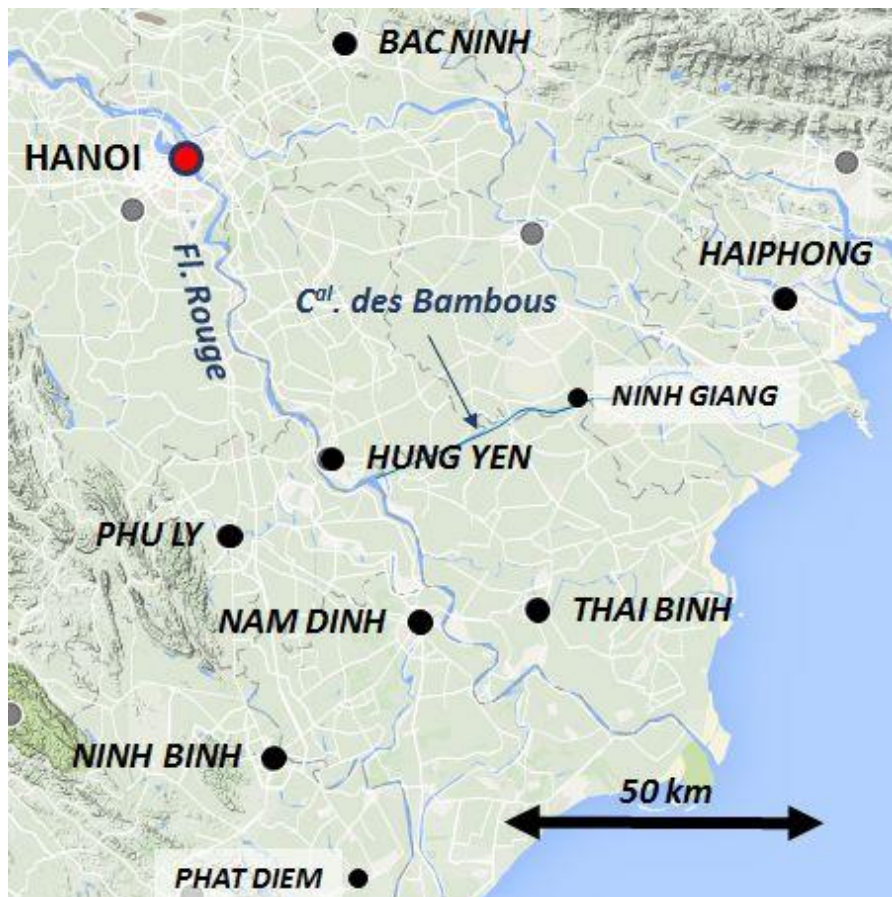 BAC NINH
HANOI
HAIPHONG
Fl. Rouge
Cal. des Bambous
NINH GIANG
HUNG YEN
PHU LY
NAM DINH
THAI BINH
NINH BINH
50 km
PHAT DIEM